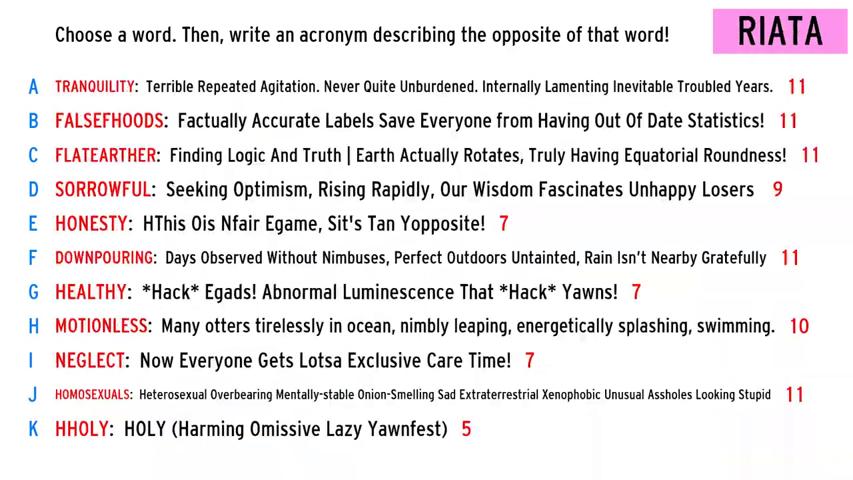 Choose a word. Then, write an acronym describing the opposite of that word!
RIATA
A TRANQUILITY: Terrible Repeated Agitation. Never Quite Unburdened. Internally Lamenting Inevitable Troubled Years. 11
B FALSEFHOODS: Factually Accurate Labels Save Everyone from Having Out Of Date Statistics! 11
C FLATEARTHER: Finding Logic And Truth | Earth Actually Rotates, Truly Having Equatorial Roundness! 11
D SORROWFUL: Seeking Optimism, Rising Rapidly, Our Wisdom Fascinates Unhappy Losers 9
E HONESTY: HThis Ois Nfair Egame, Sit's Tan Yopposite! 7
F DOWNPOURING: Days Observed Without Nimbuses, Perfect Outdoors Untainted, Rain Isn't Nearby Gratefully 11
G HEALTHY: *Hack* Egads! Abnormal Luminescence That *Hack* Yawns! 7
H MOTIONLESS: Many otters tirelessly in ocean, nimbly leaping, energetically splashing, swimming. 10
I NEGLECT: Now Everyone Gets Lotsa Exclusive Care Time! 7
J HOMOSEXUALS: Heterosexual Overbearing Mentally-stable Onion-Smelling Sad Extraterrestrial Xenophobic Unusual Assholes Looking Stupid 11
K HHOLY: HOLY (Harming Omissive Lazy Yawnfest) 5